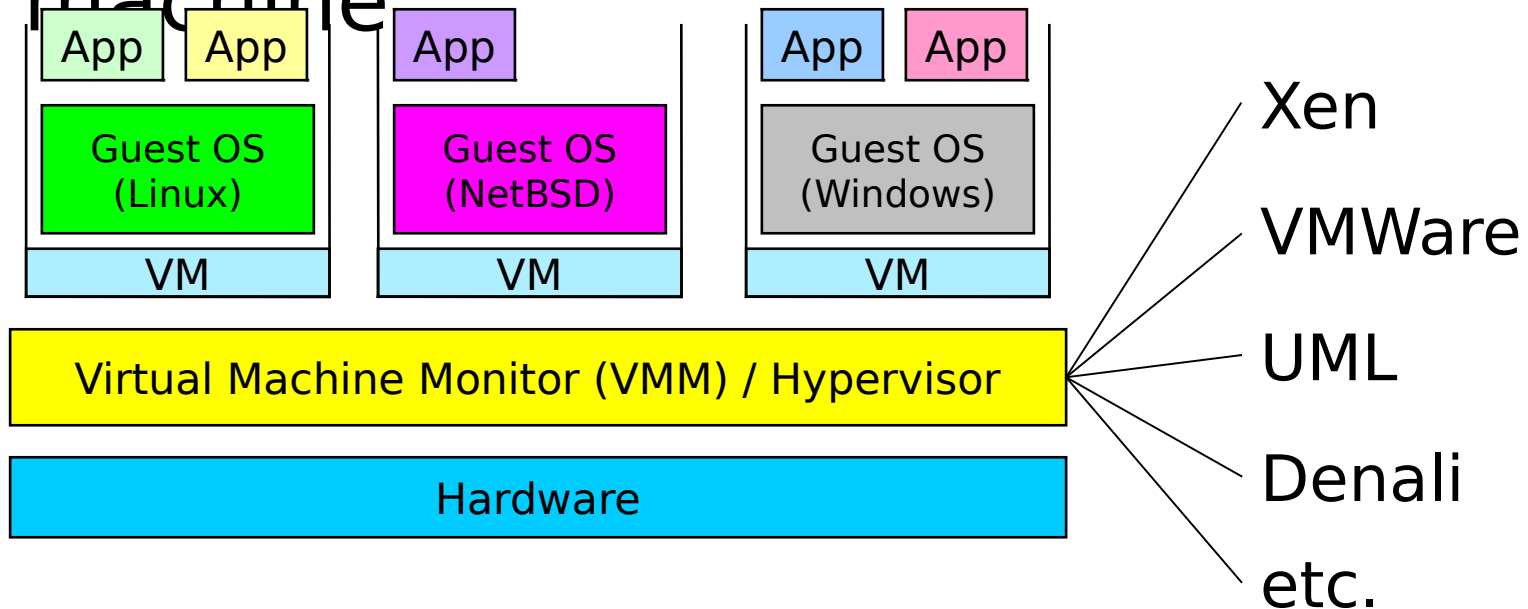 machine
App
App
App
App
App
Guest OS
(Linux)
Guest OS
(NetBSD)
Guest OS
(Windows)
VM
VM
VM
Virtual Machine Monitor (VMM) / Hypervisor
Hardware
Xen
VMWare
UML
Denali
etc.